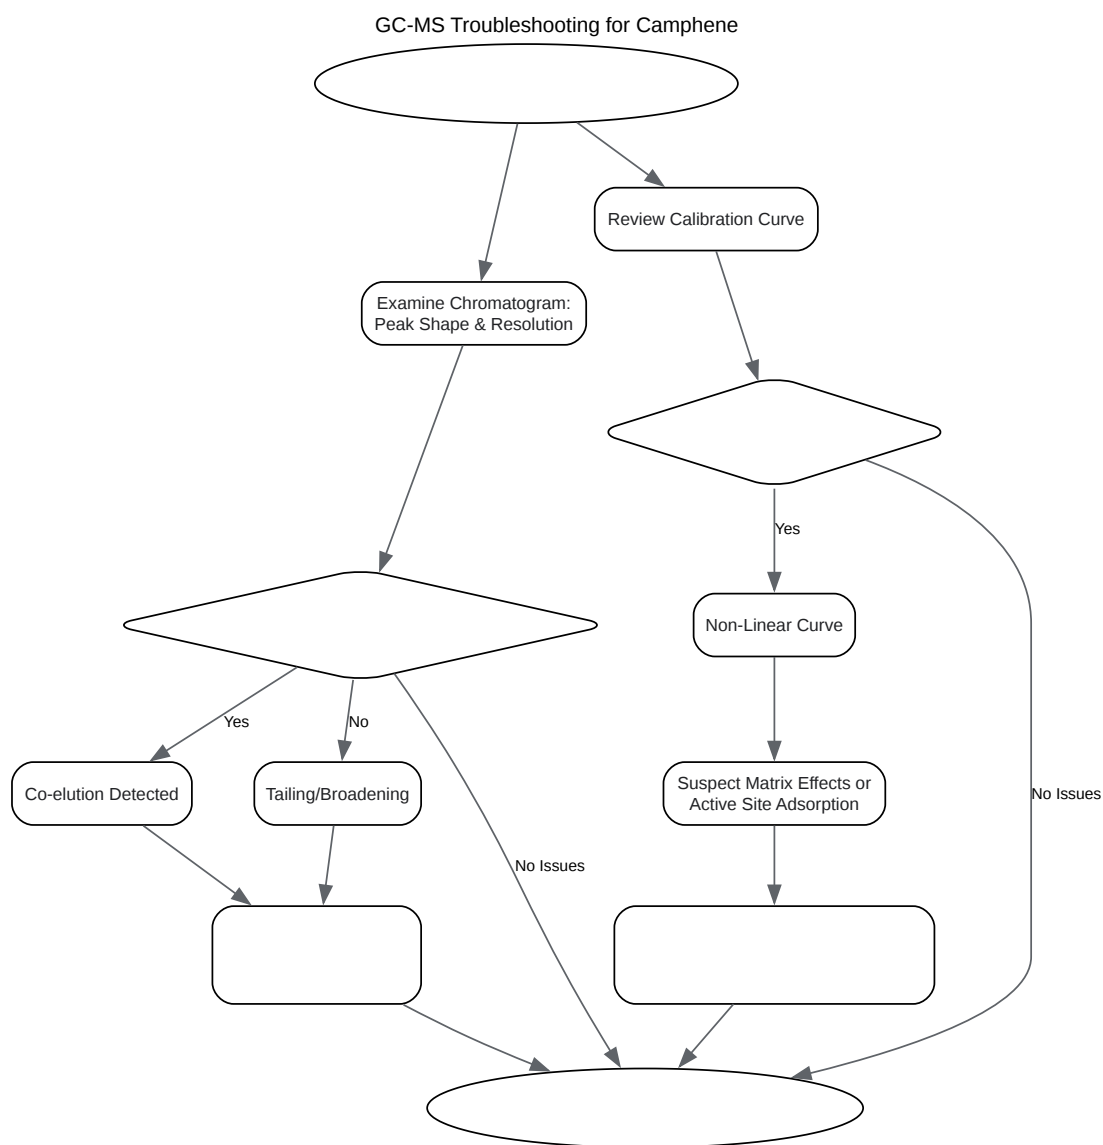 GC-MS Troubleshooting for Camphene
Review Calibration Curve
Examine Chromatogram:
Peak Shape & Resolution
Yes
Non-Linear Curve
Yes
No
Co-elution Detected
Tailing/Broadening
Suspect Matrix Effects or
Active Site Adsorption
No Issues
No Issues